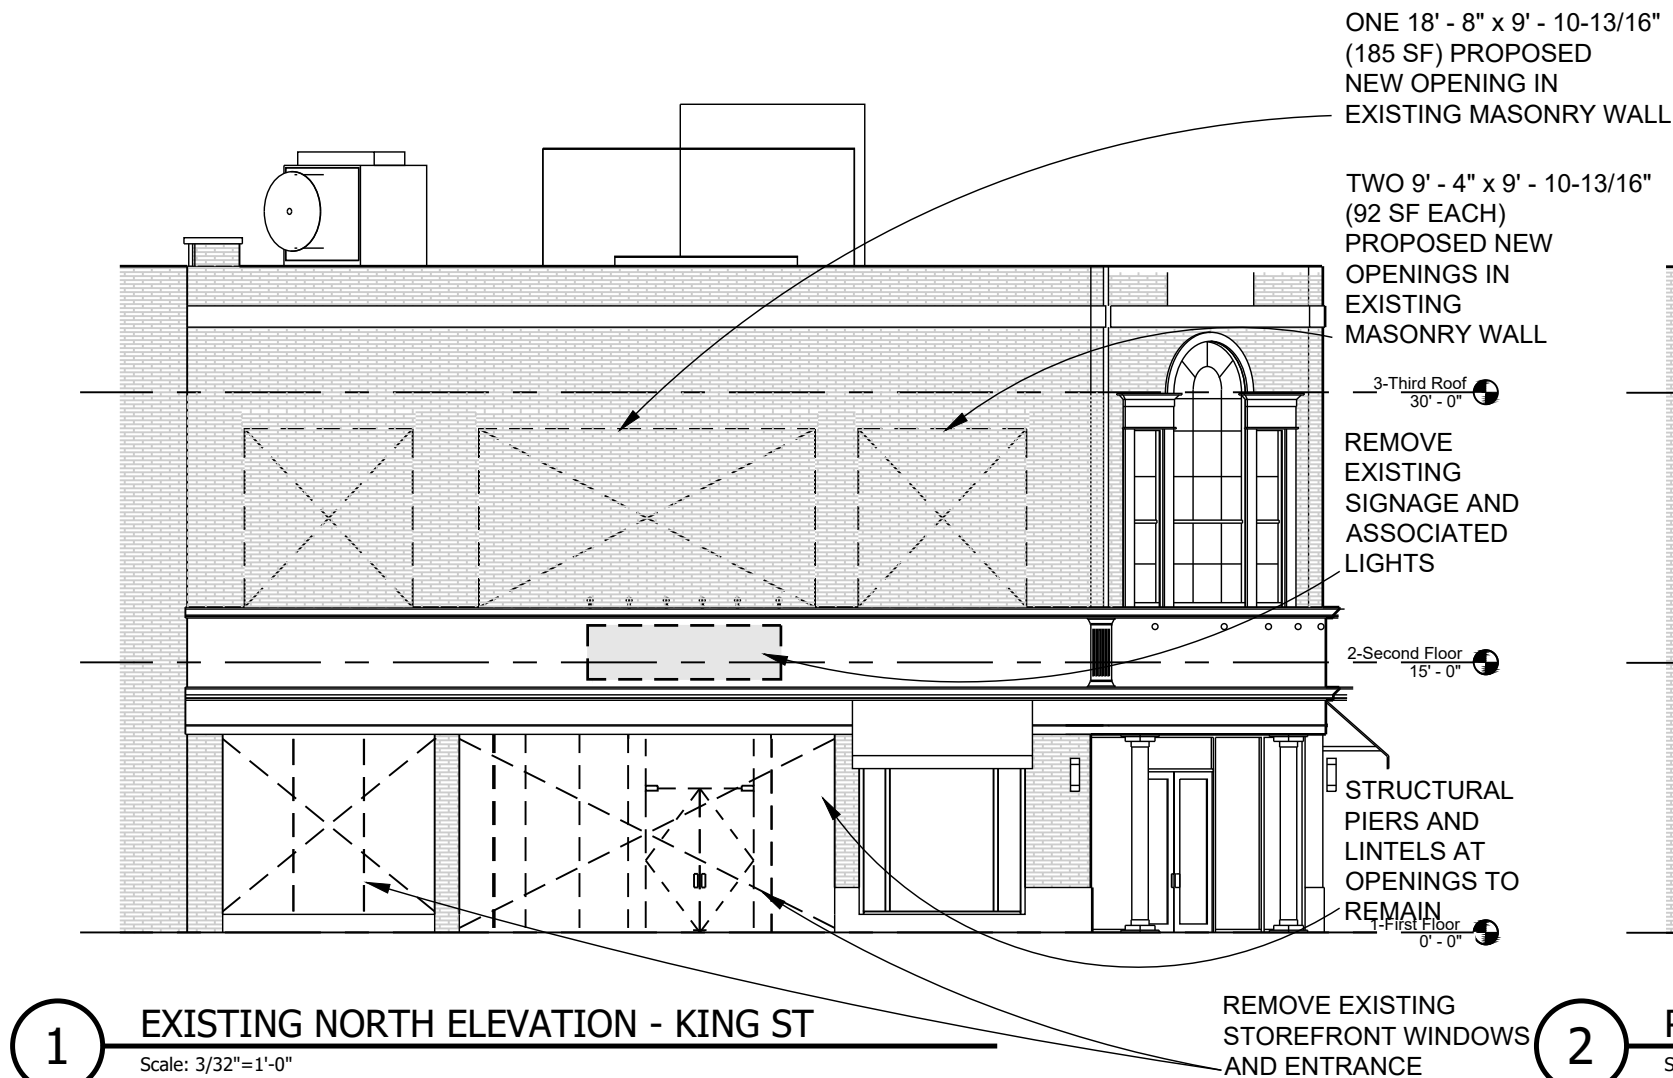 ONE 18' - 8" x 9' - 10-13/16"
(185 SF) PROPOSED
NEW OPENING IN
EXISTING MASONRY WALL
TWO 9' - 4" x 9' - 10-13/16"
(92 SF EACH)
PROPOSED NEW
OPENINGS IN
EXISTING
MASONRY WALL
3-Third Roof
30' - 0"
REMOVE
EXISTING
SIGNAGE AND
ASSOCIATED
LIGHTS
2-Second Floor
15' - 0"
STRUCTURAL
PIERS AND
LINTELS AT
OPENINGS TO
REMAIN
1-First Floor
0' - 0"
REMOVE EXISTING
STOREFRONT WINDOWS
AND ENTRANCE
1
EXISTING NORTH ELEVATION - KING ST
Scale: 3/32"=1'-0"
2